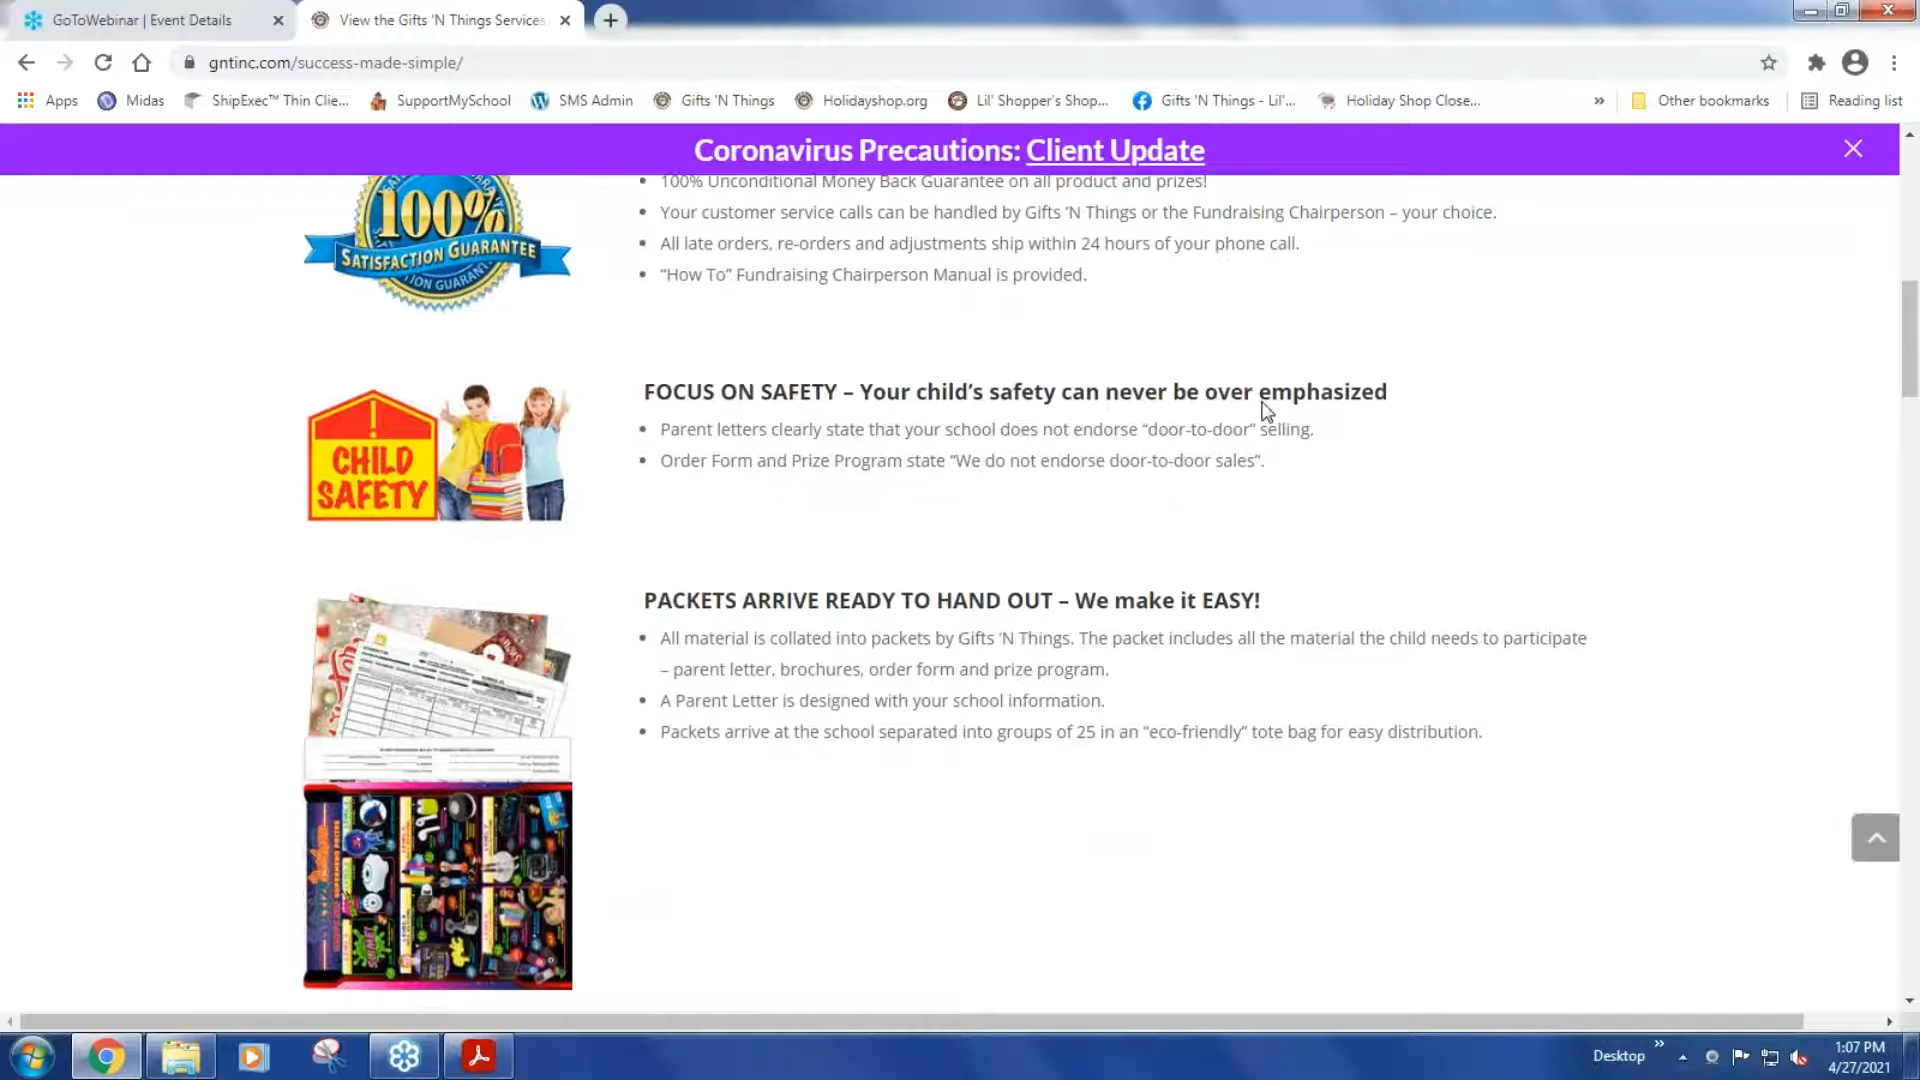 GoToWebinar | Event Details
View the Gifts 'N Things Services
gntinc.com/success-made-simple/
Apps
Midas
ShipExec™ Thin Clie...
SupportMySchool
SMS Admin
Gifts 'N Things
Holidayshop.org
Lil' Shopper's Shop...
Gifts 'N Things - Lil'...
Holiday Shop Close...
»
Other bookmarks
Reading list
Coronavirus Precautions: Client Update
100%
SATISFACTION GUARANTEE
• 100% Unconditional Money Back Guarantee on all product and prizes!
• Your customer service calls can be handled by Gifts ‘N Things or the Fundraising Chairperson – your choice.
• All late orders, re-orders and adjustments ship within 24 hours of your phone call.
• “How To” Fundraising Chairperson Manual is provided.
!
CHILD
SAFETY
FOCUS ON SAFETY – Your child’s safety can never be over emphasized
• Parent letters clearly state that your school does not endorse “door-to-door” selling.
• Order Form and Prize Program state “We do not endorse door-to-door sales”.
PACKETS ARRIVE READY TO HAND OUT – We make it EASY!
• All material is collated into packets by Gifts ‘N Things. The packet includes all the material the child needs to participate
– parent letter, brochures, order form and prize program.
• A Parent Letter is designed with your school information.
• Packets arrive at the school separated into groups of 25 in an “eco-friendly” tote bag for easy distribution.
Desktop
»
1:07 PM
4/27/2021